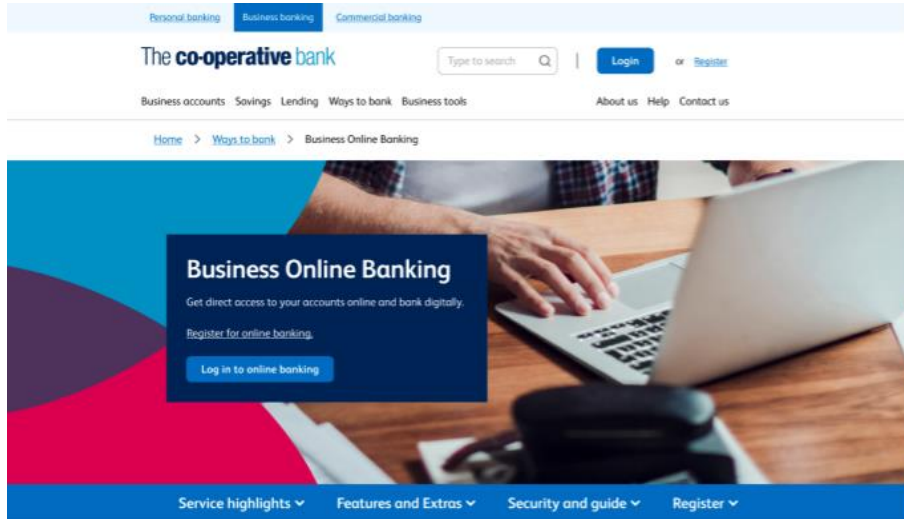 Personal banking Business banking Commercial banking
The co-operative bank Type to search Login or Register
Business accounts Savings Lending Ways to bank Business tools About us Help Contact us
Home > Ways to bank > Business Online Banking
Business Online Banking
Get direct access to your accounts online and bank digitally.
Register for online banking.
Log in to online banking
Service highlights Features and Extras Security and guide Register